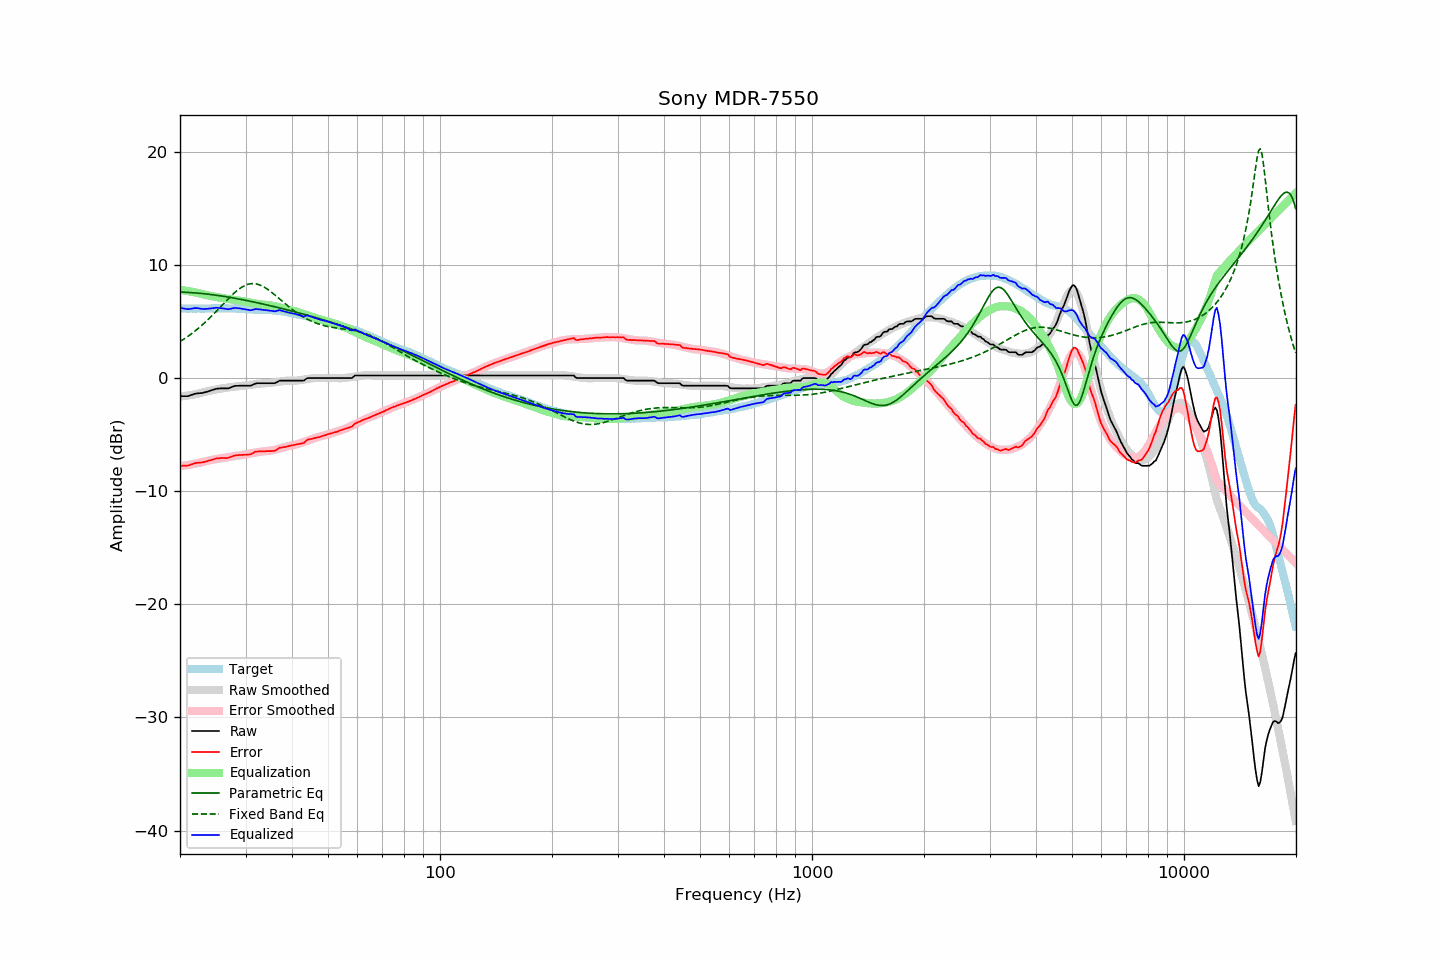 Sony MDR-7550
Amplitude (dBr)
20
10
0
−10
−20
−30
−40
Target
Raw Smoothed
Error Smoothed
Raw
Error
Equalization
Parametric Eq
Fixed Band Eq
Equalized
100
1000
10000
Frequency (Hz)